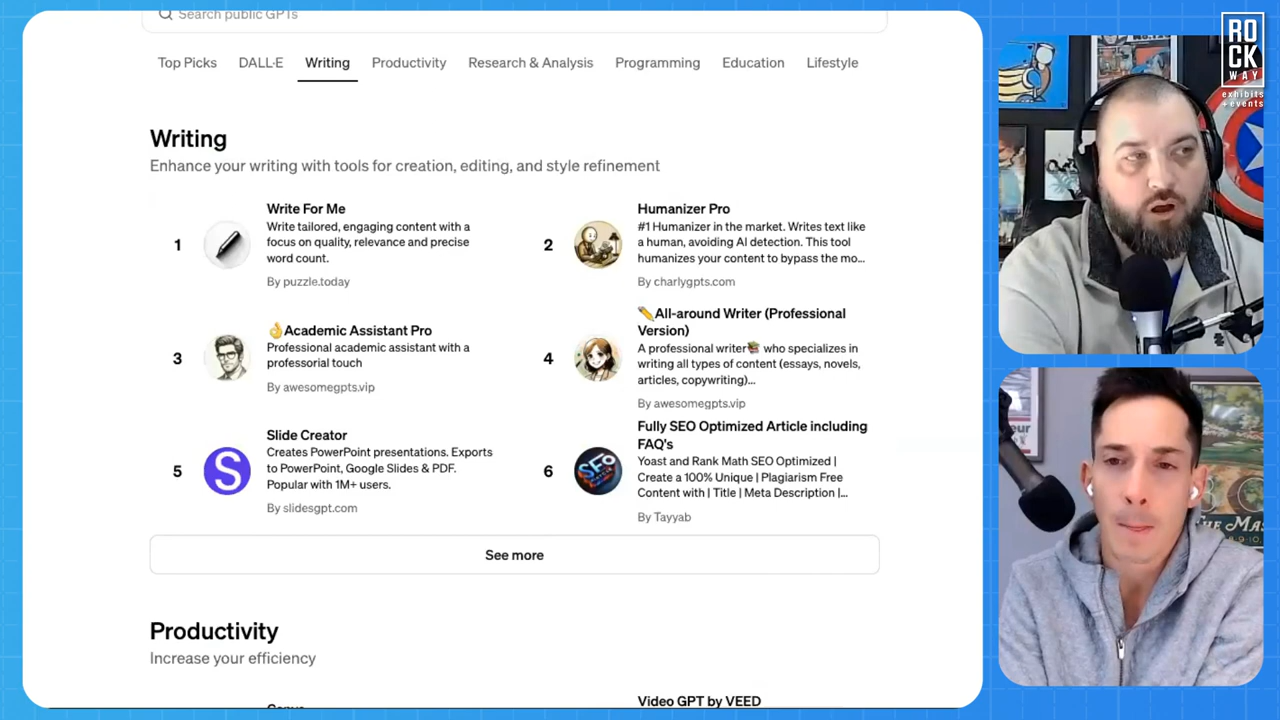 Search public GPTs
Top Picks DALL·E Writing Productivity Research & Analysis Programming Education Lifestyle
Writing
Enhance your writing with tools for creation, editing, and style refinement
1
Write For Me
Write tailored, engaging content with a
focus on quality, relevance and precise
word count.
By puzzle.today
2
Humanizer Pro
#1 Humanizer in the market. Writes text like
a human, avoiding AI detection. This tool
humanizes your content to bypass the mo...
By charlygpts.com
3
👌Academic Assistant Pro
Professional academic assistant with a
professorial touch
By awesomegpts.vip
4
✏️All-around Writer (Professional
Version)
A professional writer📚 who specializes in
writing all types of content (essays, novels,
articles, copywriting)...
By awesomegpts.vip
5
S
Slide Creator
Creates PowerPoint presentations. Exports
to PowerPoint, Google Slides & PDF.
Popular with 1M+ users.
By slidesgpt.com
6
SEO
Fully SEO Optimized Article including
FAQ's
Yoast and Rank Math SEO Optimized |
Create a 100% Unique | Plagiarism Free
Content with | Title | Meta Description |...
By Tayyab
See more
Productivity
Increase your efficiency
Canva
Video GPT by VEED
RO
CK
WAY
exhibits
+events